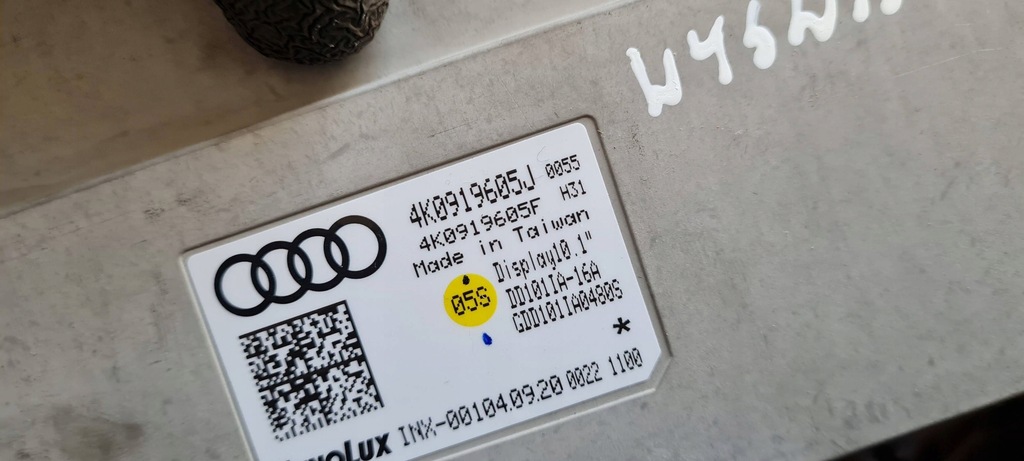 4K0919605J 0055
4K0919605F H31
Made in Taiwan
Display10.1"
05S
DD101IA-16A
GDD101IA0480S
*
INX-00104.09.20 0022 1100